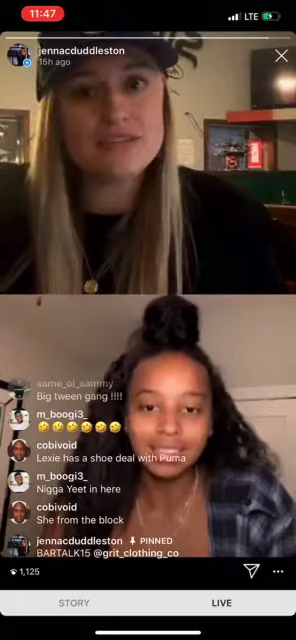 11:47
LTE
jennacduddleston
15h ago
same_ol_sammy
Big tween gang !!!!
m_boogi3_
🤣🤣🤣🤣🤣🤣
cobivoid
Lexie has a shoe deal with Puma
m_boogi3_
Nigga Yeet in here
cobivoid
She from the block
jennacduddleston PINNED
BARTALK15 @grit_clothing_co
1,125
STORY LIVE